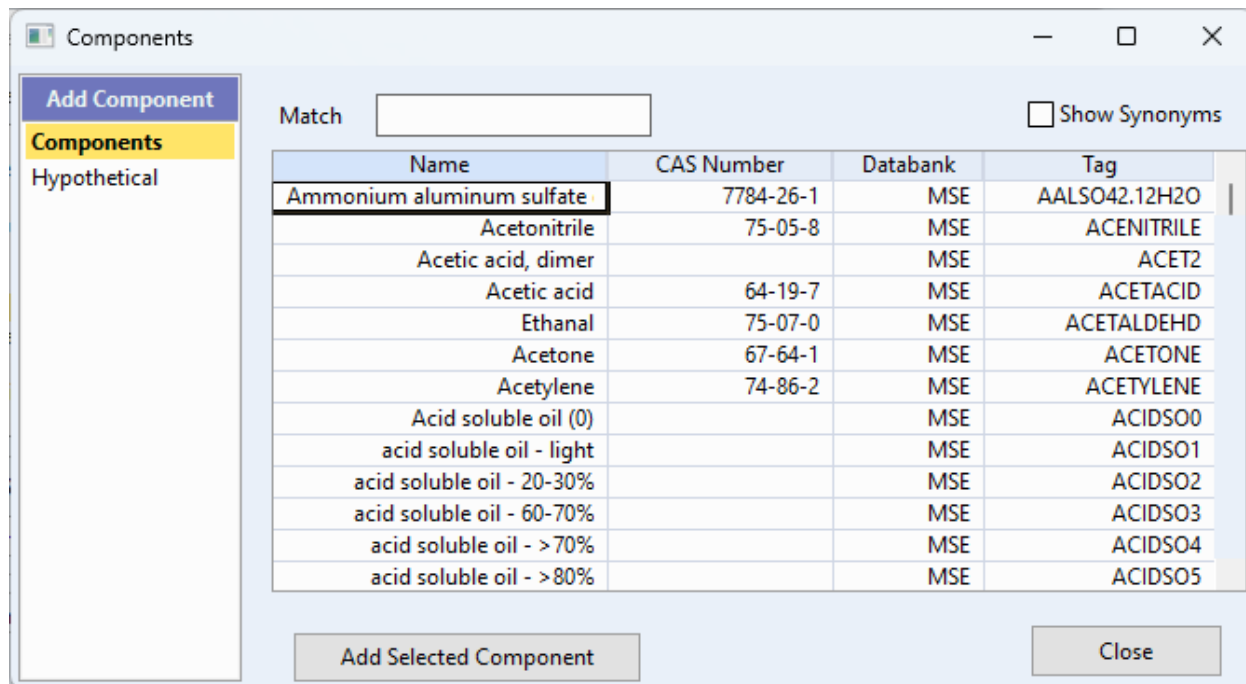 Components
Add Component
Components
Hypothetical
Match
Show Synonyms
Name CAS Number Databank Tag
Ammonium aluminum sulfate 7784-26-1 MSE AALSO42.12H2O
Acetonitrile 75-05-8 MSE ACENITRILE
Acetic acid, dimer MSE ACET2
Acetic acid 64-19-7 MSE ACETACID
Ethanal 75-07-0 MSE ACETALDEHD
Acetone 67-64-1 MSE ACETONE
Acetylene 74-86-2 MSE ACETYLENE
Acid soluble oil (0) MSE ACIDSO0
acid soluble oil - light MSE ACIDSO1
acid soluble oil - 20-30% MSE ACIDSO2
acid soluble oil - 60-70% MSE ACIDSO3
acid soluble oil - >70% MSE ACIDSO4
acid soluble oil - >80% MSE ACIDSO5
Add Selected Component
Close